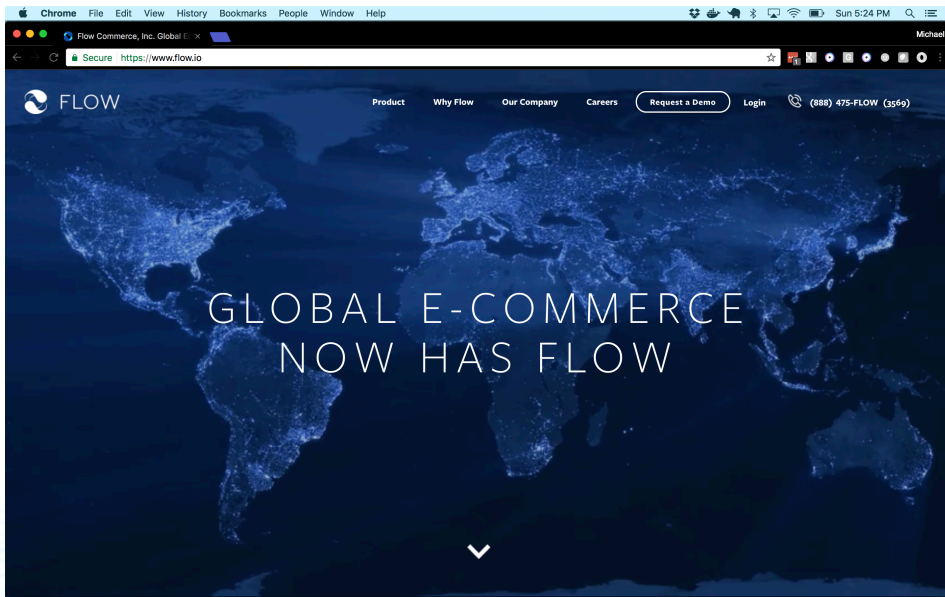 Chrome File Edit View History Bookmarks People Window Help Sun 5:24 PM
Flow Commerce, Inc. Global Michael
Secure https://www.flow.io
FLOW Product Why Flow Our Company Careers Request a Demo Login (888) 475-FLOW (3569)
GLOBAL E-COMMERCE
NOW HAS FLOW